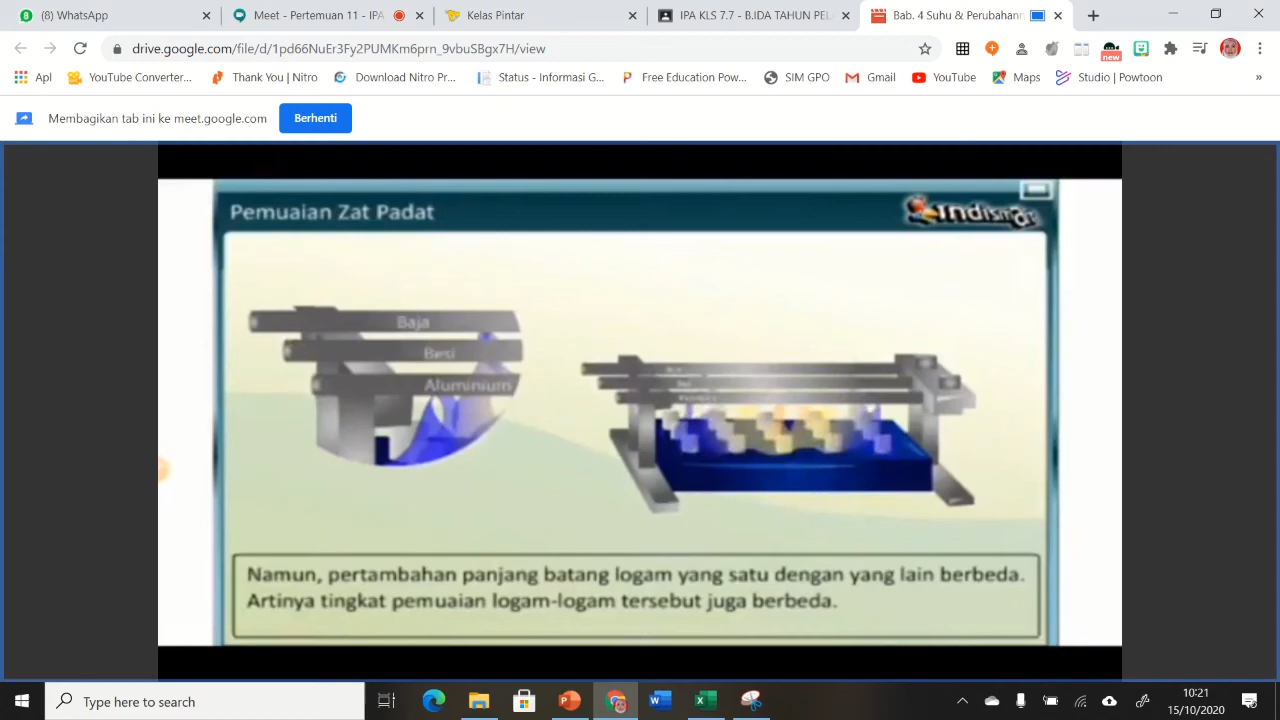 (8) WhatsApp
Meet - Pertemuan 11 - IPA
Kelas Pintar
IPA KLS 7.7 - B.IDA TAHUN PEL
Bab. 4 Suhu & Perubahann
drive.google.com/file/d/1pd66NuEr3Fy2PUMKm6prn_9vbuSBgx7H/view
new
Apl
YouTube Converter...
Thank You | Nitro
Download Nitro Pr...
Status - Informasi G...
Free Education Pow...
SIM GPO
Gmail
YouTube
Maps
Studio | Powtoon
»
Membagikan tab ini ke meet.google.com
Berhenti
Pemuaian Zat Padat
Baja
Besi
Aluminium
Namun, pertambahan panjang batang logam yang satu dengan yang lain berbeda.
Artinya tingkat pemuaian logam-logam tersebut juga berbeda.
Type here to search
10:21
15/10/2020